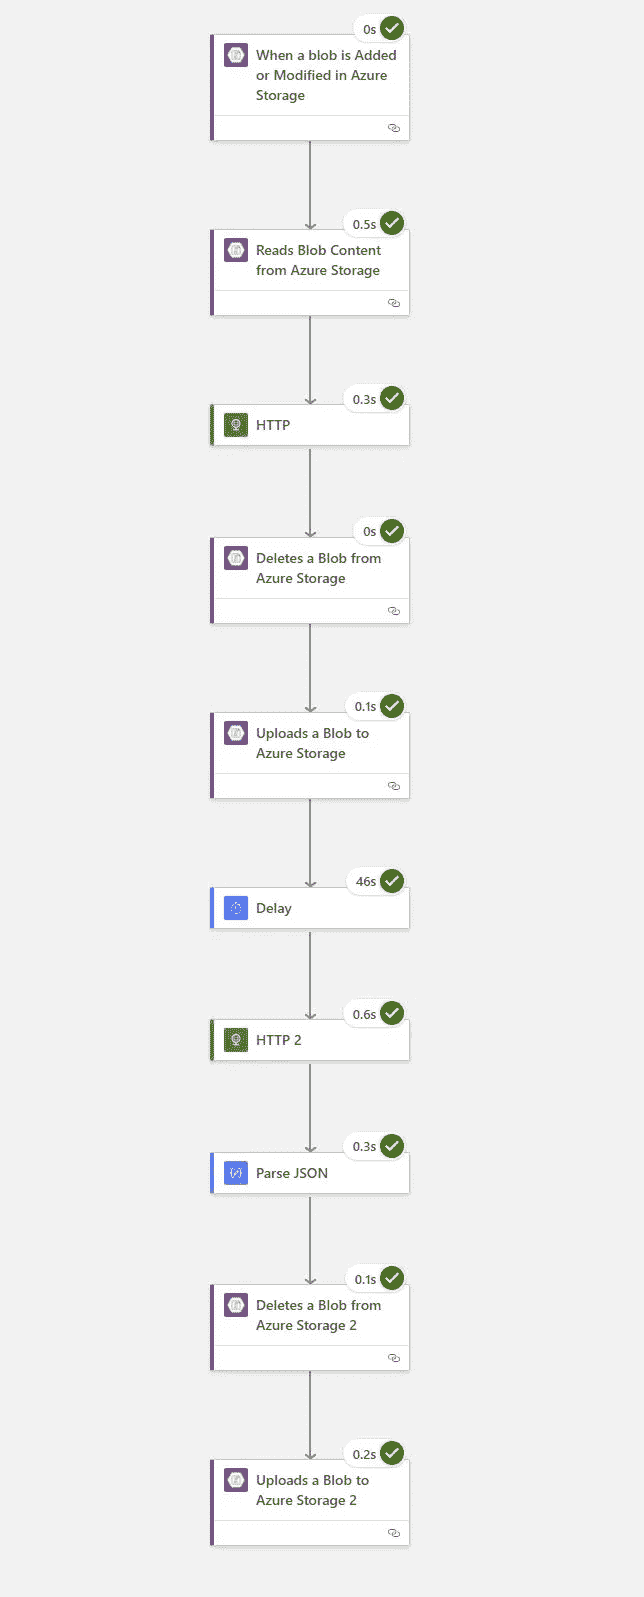 0s
When a blob is Added
or Modified in Azure
Storage
0.5s
Reads Blob Content
from Azure Storage
0.3s
HTTP
0s
Deletes a Blob from
Azure Storage
0.1s
Uploads a Blob to
Azure Storage
46s
Delay
0.6s
HTTP 2
0.3s
Parse JSON
0.1s
Deletes a Blob from
Azure Storage 2
0.2s
Uploads a Blob to
Azure Storage 2